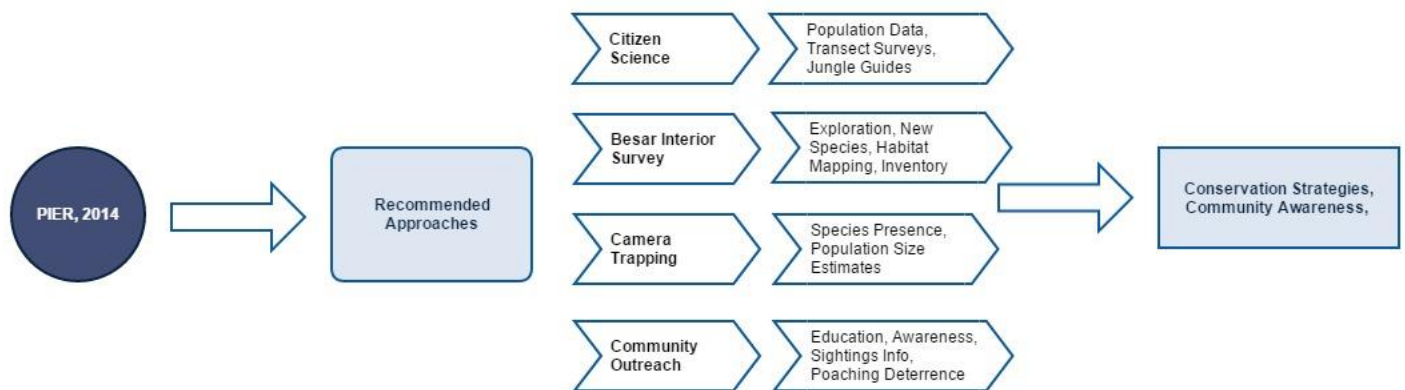 PIER, 2014
Recommended
Approaches
Citizen
Science
Population Data,
Transect Surveys,
Jungle Guides
Besar Interior
Survey
Exploration, New
Species, Habitat
Mapping, Inventory
Camera
Trapping
Species Presence,
Population Size
Estimates
Community
Outreach
Education, Awareness,
Sightings Info,
Poaching Deterrence
Conservation Strategies,
Community Awareness,